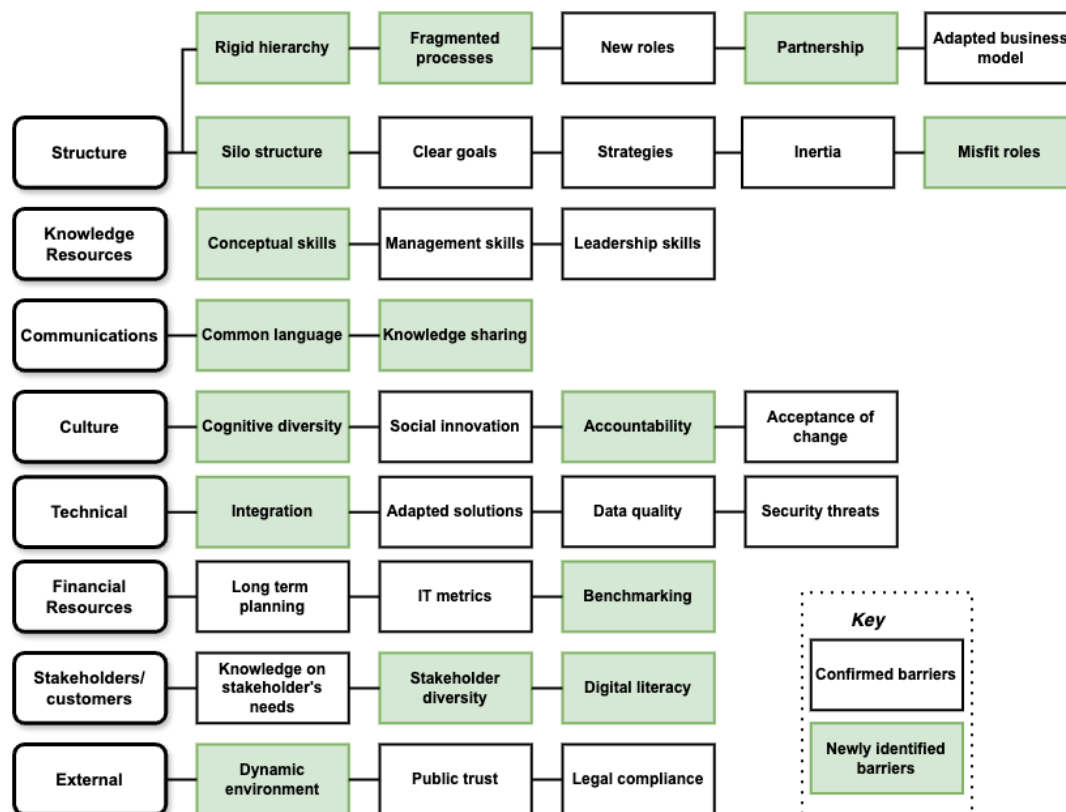 Rigid hierarchy
Fragmented
processes
New roles
Partnership
Adapted business
model
Structure
Silo structure
Clear goals
Strategies
Inertia
Misfit roles
Knowledge
Resources
Conceptual skills
Management skills
Leadership skills
Communications
Common language
Knowledge sharing
Culture
Cognitive diversity
Social innovation
Accountability
Acceptance of
change
Technical
Integration
Adapted solutions
Data quality
Security threats
Financial
Resources
Long term
planning
IT metrics
Benchmarking
Stakeholders/
customers
Knowledge on
stakeholder's
needs
Stakeholder
diversity
Digital literacy
External
Dynamic
environment
Public trust
Legal compliance
Key
Confirmed barriers
Newly identified
barriers